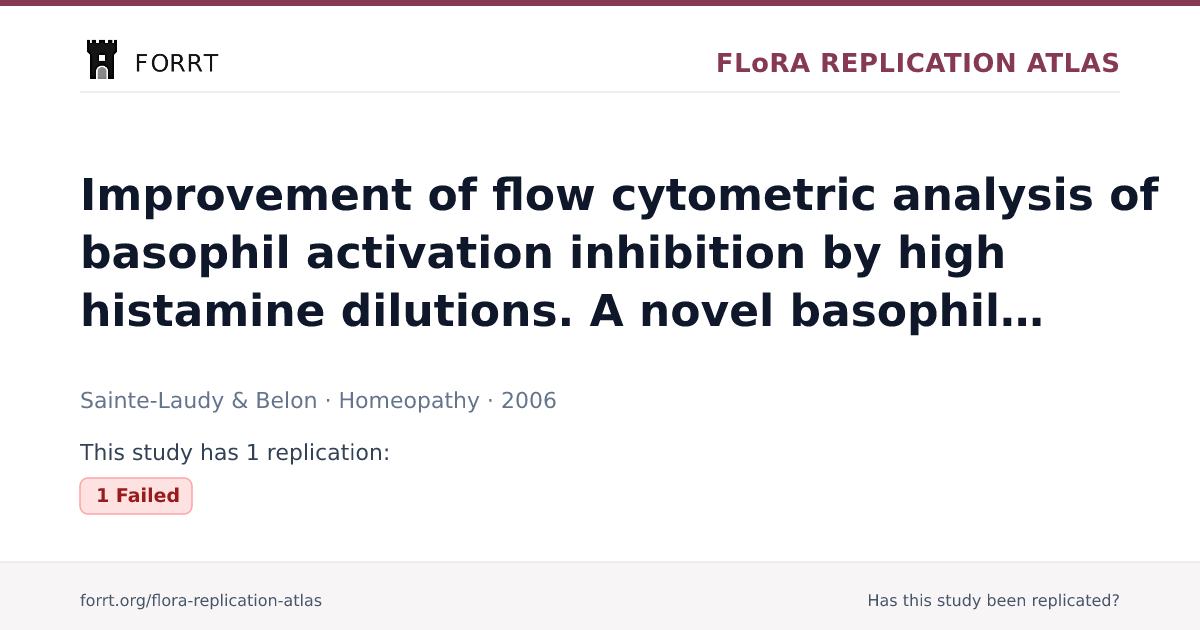 FORRT
FLoRA REPLICATION ATLAS
Improvement of flow cytometric analysis of
basophil activation inhibition by high
histamine dilutions. A novel basophil…
Sainte-Laudy & Belon · Homeopathy · 2006
This study has 1 replication:
1 Failed
forrt.org/flora-replication-atlas
Has this study been replicated?